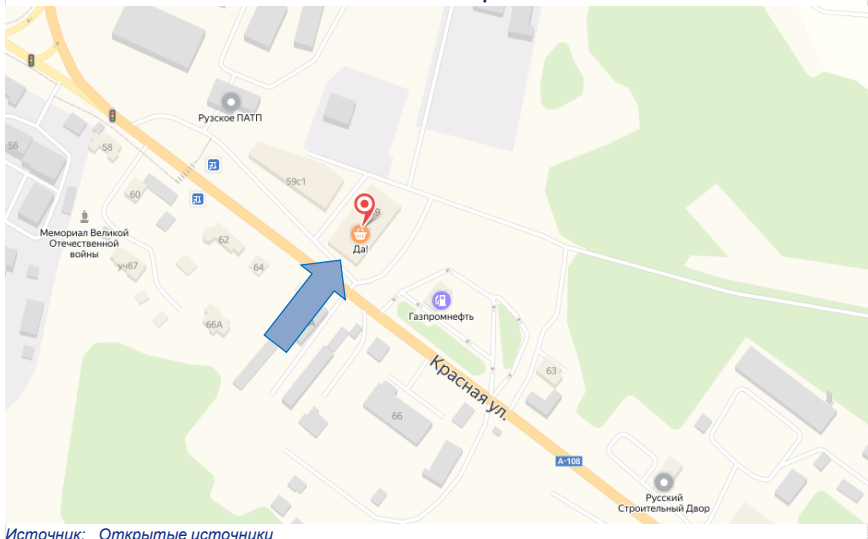 Рузское ПАТП
56
58
59с1
60
9
Мемориал Великой
Отечественной
войны
Да!
62
уч67
64
66А
Газпромнефть
Красная ул.
63
66
А-108
Русский
Строительный Двор
Источник: Открытые источники